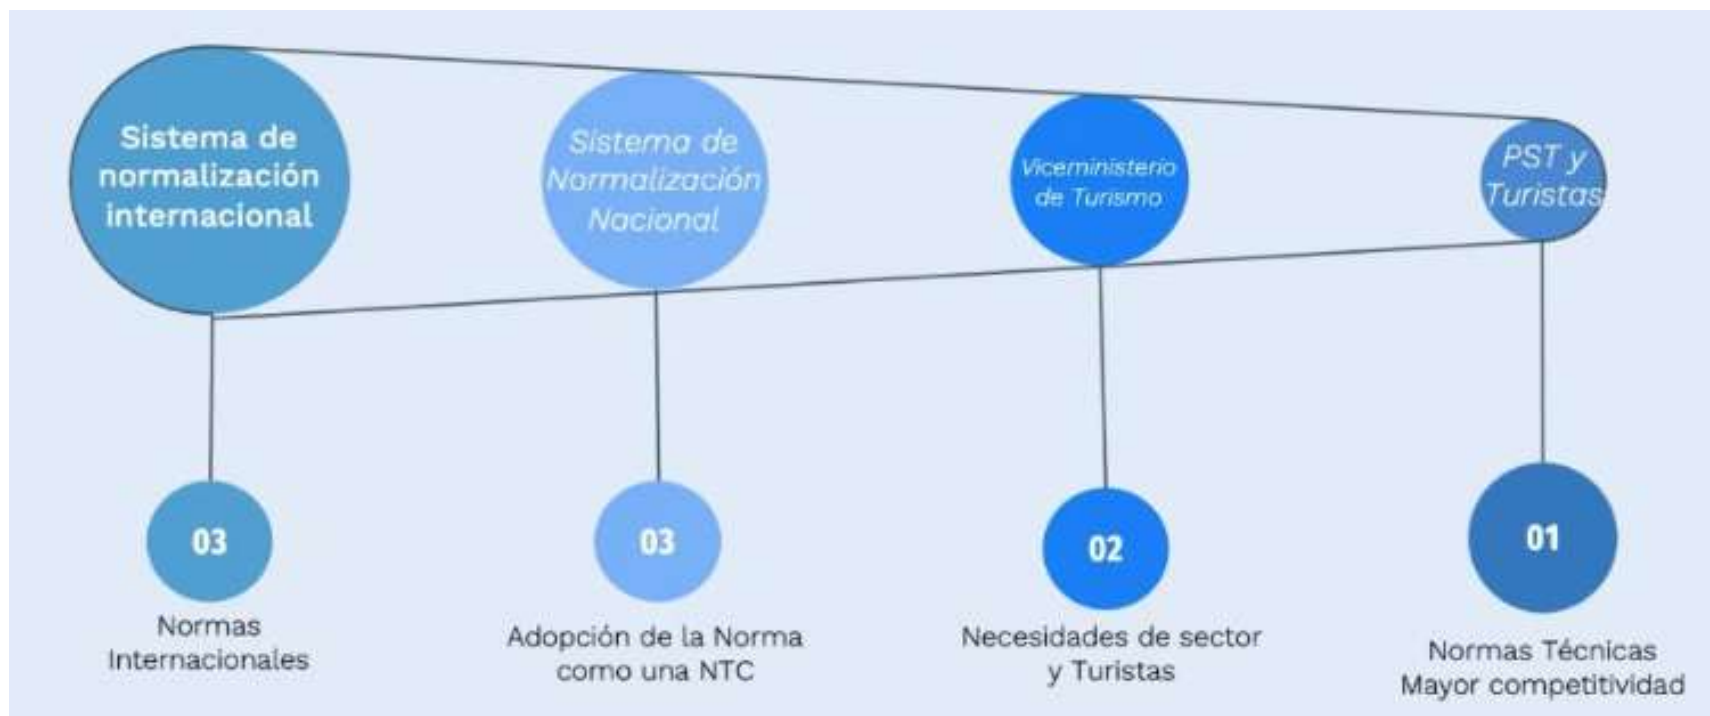 Sistema de
normalización
internacional
Sistema de
Normalización
Nacional
Viceministerio
de Turismo
PST y
Turistas
03
03
02
01
Normas
Internacionales
Adopción de la Norma
como una NTC
Necesidades de sector
y Turistas
Normas Técnicas
Mayor competitividad